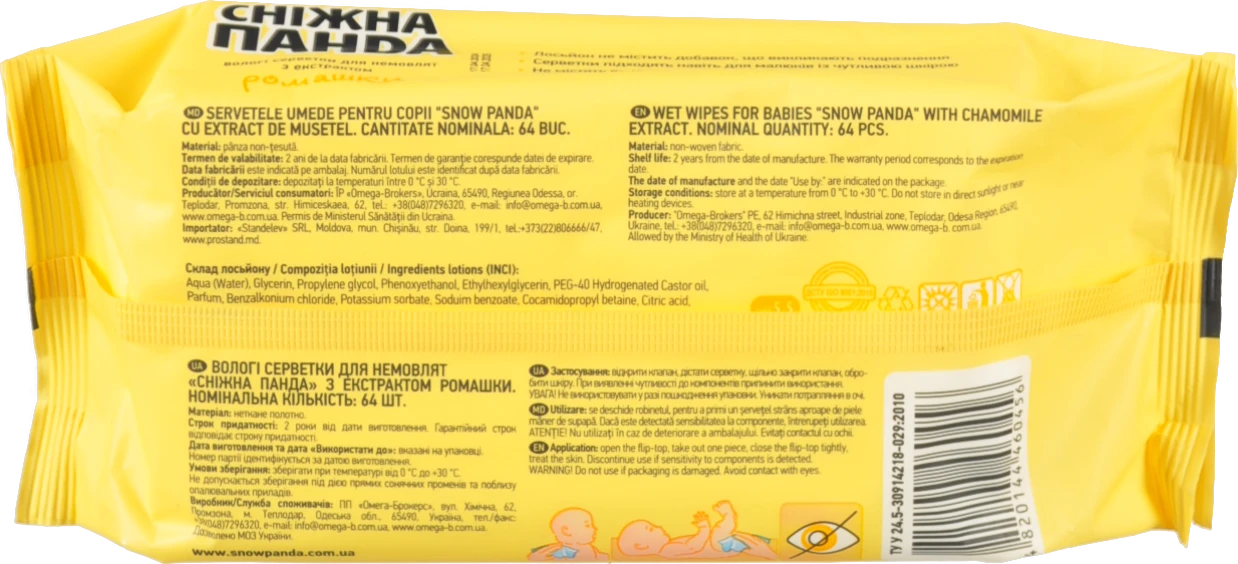 СНІЖНА
ПАНДА
вологі серветки для немовлят
з екстрактом
ромашки
Лосьйон не містить добавок, що викликають подразнення
Серветки підходять навіть для малюків із чутливою шкірою
Не містять
MD SERVETELE UMEDE PENTRU COPII "SNOW PANDA"
CU EXTRACT DE MUSETEL. CANTITATE NOMINALA: 64 BUC.
Material: pânza non-țesută.
Termen de valabilitate: 2 ani de la data fabricării. Termen de garanție corespunde datei de expirare.
Data fabricării este indicată pe ambalaj. Numărul lotului este identificat după data fabricării.
Condiții de depozitare: depozitați la temperaturi între 0 °C și 30 °C.
Producător/Serviciul consumatori: ÎP «Omega-Brokers», Ucraina, 65490, Regiunea Odessa, or.
Teplodar, Promzona, str. Himiceskaea, 62, tel.: +38(048)7296320, e-mail: info@omega-b.com.ua,
www.omega-b.com.ua. Permis de Ministerul Sănătății din Ucraina.
Importator: «Standelev» SRL, Moldova, mun. Chișinău, str. Doina, 199/1, tel.:+373(22)806666/47,
www.prostand.md.
EN WET WIPES FOR BABIES "SNOW PANDA" WITH CHAMOMILE
EXTRACT. NOMINAL QUANTITY: 64 PCS.
Material: non-woven fabric.
Shelf life: 2 years from the date of manufacture. The warranty period corresponds to the expiration
date.
The date of manufacture and the date "Use by:" are indicated on the package.
Storage conditions: store at a temperature from 0 °C to +30 °C. Do not store in direct sunlight or near
heating devices.
Producer: "Omega-Brokers" PE, 62 Himichna street, Industrial zone, Teplodar, Odesa Region, 65490,
Ukraine, tel.: +38(048)7296320, e-mail: info@omega-b.com.ua, www.omega-b. com.ua.
Allowed by the Ministry of Health of Ukraine.
Склад лосьйону / Compoziția loțiunii / Ingredients lotions (INCI):
Aqua (Water), Glycerin, Propylene glycol, Phenoxyethanol, Ethylhexylglycerin, PEG-40 Hydrogenated Castor oil,
Parfum, Benzalkonium chloride, Potassium sorbate, Soduim benzoate, Cocamidopropyl betaine, Citric acid,
UA ВОЛОГІ СЕРВЕТКИ ДЛЯ НЕМОВЛЯТ
«СНІЖНА ПАНДА» З ЕКСТРАКТОМ РОМАШКИ.
НОМІНАЛЬНА КІЛЬКІСТЬ: 64 ШТ.
Матеріал: неткане полотно.
Строк придатності: 2 роки від дати виготовлення. Гарантійний строк
відповідає строку придатності.
Дата виготовлення та дата «Використати до»: вказані на упаковці.
Номер партії ідентифікується за датою виготовлення.
Умови зберігання: зберігати при температурі від 0 °C до +30 °C.
Не допускається зберігання під дією прямих сонячних променів та поблизу
опалювальних приладів.
Виробник/Служба споживачів: ПП «Омега-Брокерс», вул. Хімічна, 62,
Промзона, м. Теплодар, Одеська обл., 65490, Україна, тел./факс:
+38(048)7296320, e-mail: info@omega-b.com.ua, www.omega-b.com.ua.
Дозволено МОЗ України.
www.snowpanda.com.ua
UA Застосування: відкрити клапан, дістати серветку, щільно закрити клапан, обро-
бити шкіру. При виявленні чутливості до компонентів припинити використання.
УВАГА! Не використовувати у разі пошкодження упаковки. Уникати потрапляння в очі.
MD Utilizare: se deschide robinetul, pentru a primi un șervețel strâns aproape de piele
mâner de supapă. Dacă este detectată sensibilitatea la componente, întrerupeți utilizarea.
ATENȚIE! Nu utilizați în caz de deteriorare a ambalajului. Evitați contactul cu ochii.
EN Application: open the flip-top, take out one piece, close the flip-top tightly,
treat the skin. Discontinue use if sensitivity to components is detected.
WARNING! Do not use if packaging is damaged. Avoid contact with eyes.
ТУ У 24.5-30914218-029:2010
4820144460456